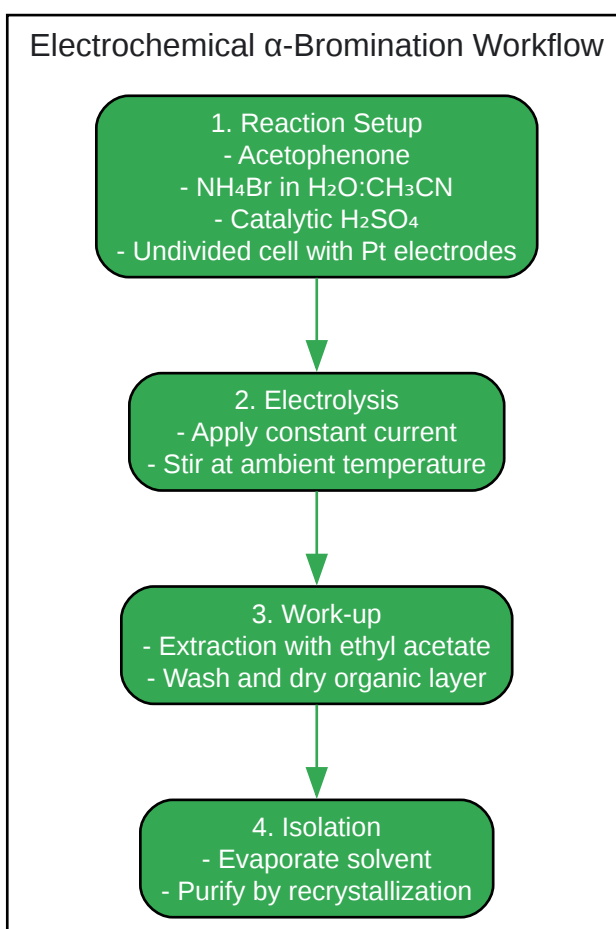 Electrochemical α-Bromination Workflow
1. Reaction Setup
- Acetophenone
- NH₄Br in H₂O:CH₃CN
- Catalytic H₂SO₄
- Undivided cell with Pt electrodes
2. Electrolysis
- Apply constant current
- Stir at ambient temperature
3. Work-up
- Extraction with ethyl acetate
- Wash and dry organic layer
4. Isolation
- Evaporate solvent
- Purify by recrystallization